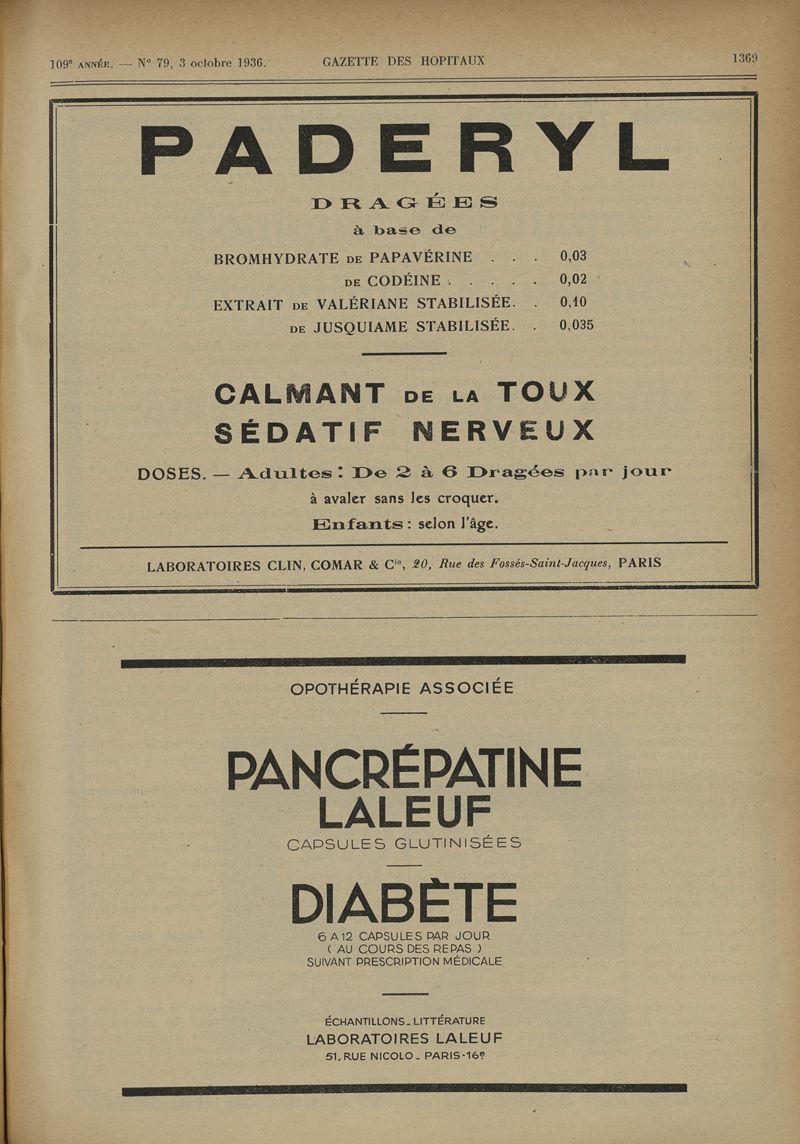 109e ANNÉE. — No 79, 3 octobre 1936. GAZETTE DES HOPITAUX 1369
PADERYL
DRAGÉES
à base de
BROMHYDRATE DE PAPAVÉRINE . . . 0,03
DE CODÉINE . . . . . 0,02
EXTRAIT DE VALÉRIANE STABILISÉE. . 0,10
DE JUSQUIAME STABILISÉE. . 0,035
CALMANT DE LA TOUX
SÉDATIF NERVEUX
DOSES. — Adultes : De 2 à 6 Dragées par jour
à avaler sans les croquer.
Enfants : selon l'âge.
LABORATOIRES CLIN, COMAR & Cie, 20, Rue des Fossés-Saint-Jacques, PARIS
OPOTHÉRAPIE ASSOCIÉE
PANCRÉPATINE
LALEUF
CAPSULES GLUTINISÉES
DIABÈTE
6 A 12 CAPSULES PAR JOUR
( AU COURS DES REPAS )
SUIVANT PRESCRIPTION MÉDICALE
ÉCHANTILLONS_ LITTÉRATURE
LABORATOIRES LALEUF
51, RUE NICOLO_ PARIS-16e